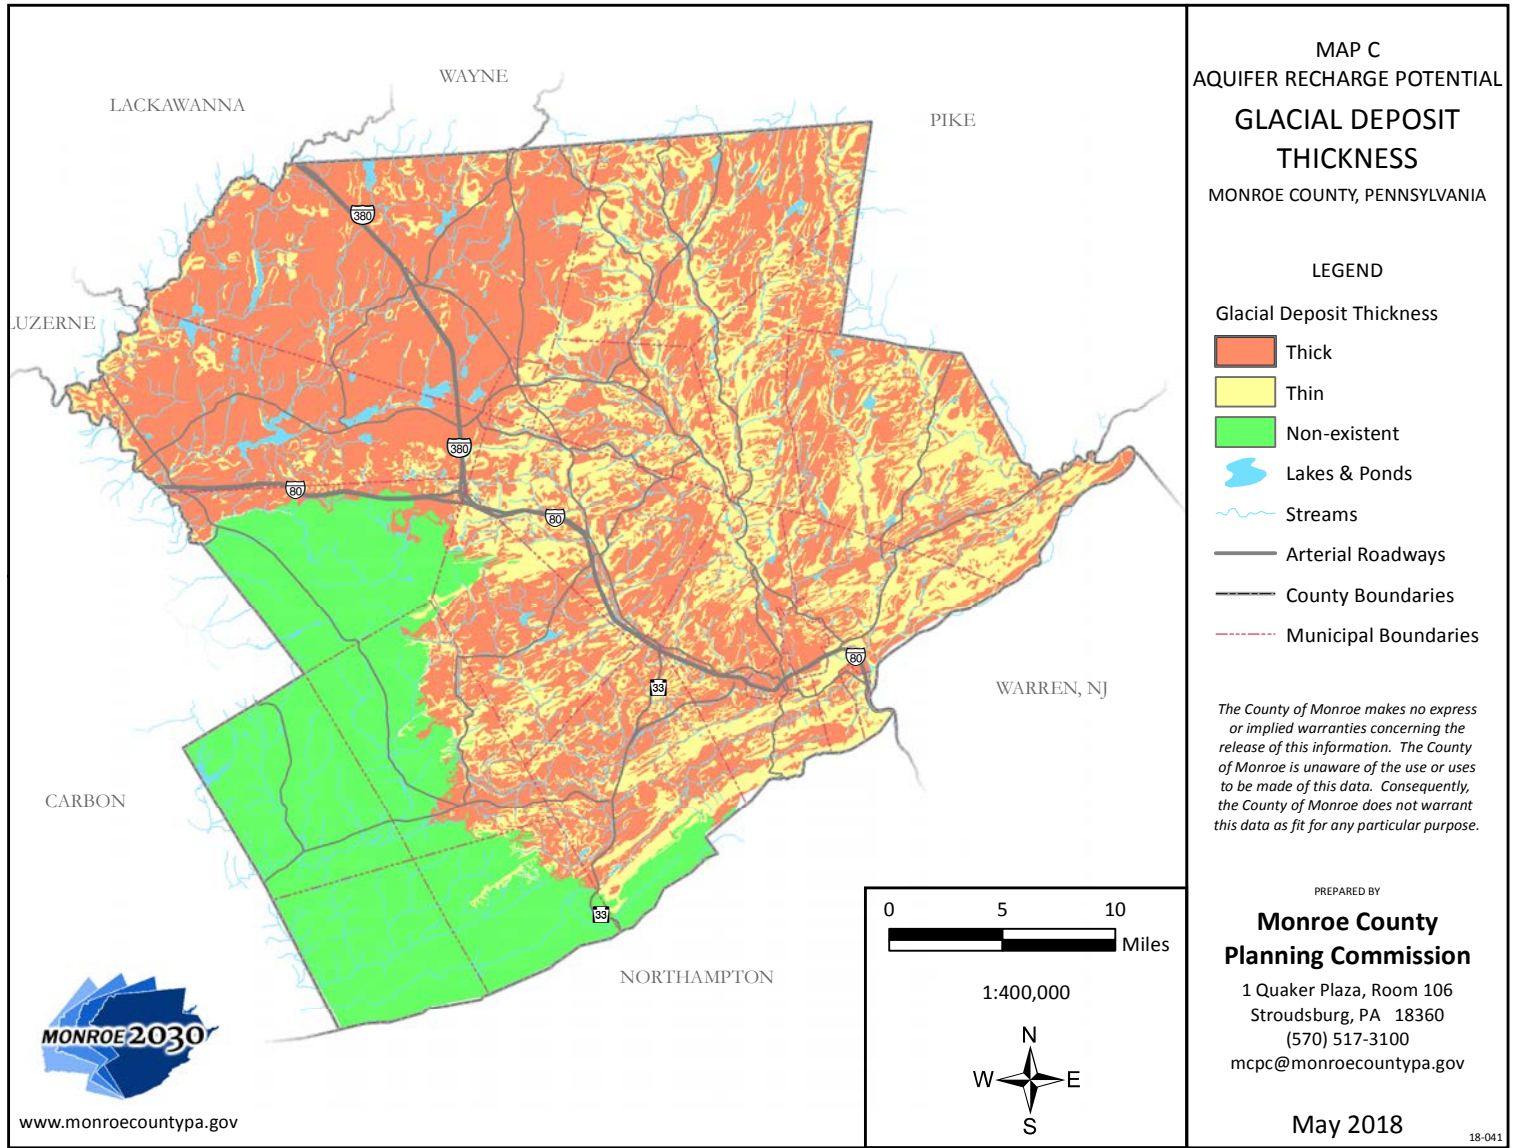 WAYNE
LACKAWANNA
PIKE
LUZERNE
380
380
80
80
80
33
WARREN, NJ
CARBON
33
NORTHAMPTON
0 5 10
Miles
1:400,000
N
W E
S
MONROE 2030
www.monroecountypa.gov
MAP C
AQUIFER RECHARGE POTENTIAL
GLACIAL DEPOSIT
THICKNESS
MONROE COUNTY, PENNSYLVANIA
LEGEND
Glacial Deposit Thickness
Thick
Thin
Non-existent
Lakes & Ponds
Streams
Arterial Roadways
County Boundaries
Municipal Boundaries
The County of Monroe makes no express
or implied warranties concerning the
release of this information. The County
of Monroe is unaware of the use or uses
to be made of this data. Consequently,
the County of Monroe does not warrant
this data as fit for any particular purpose.
PREPARED BY
Monroe County
Planning Commission
1 Quaker Plaza, Room 106
Stroudsburg, PA 18360
(570) 517-3100
mcpc@monroecountypa.gov
May 2018
18-041